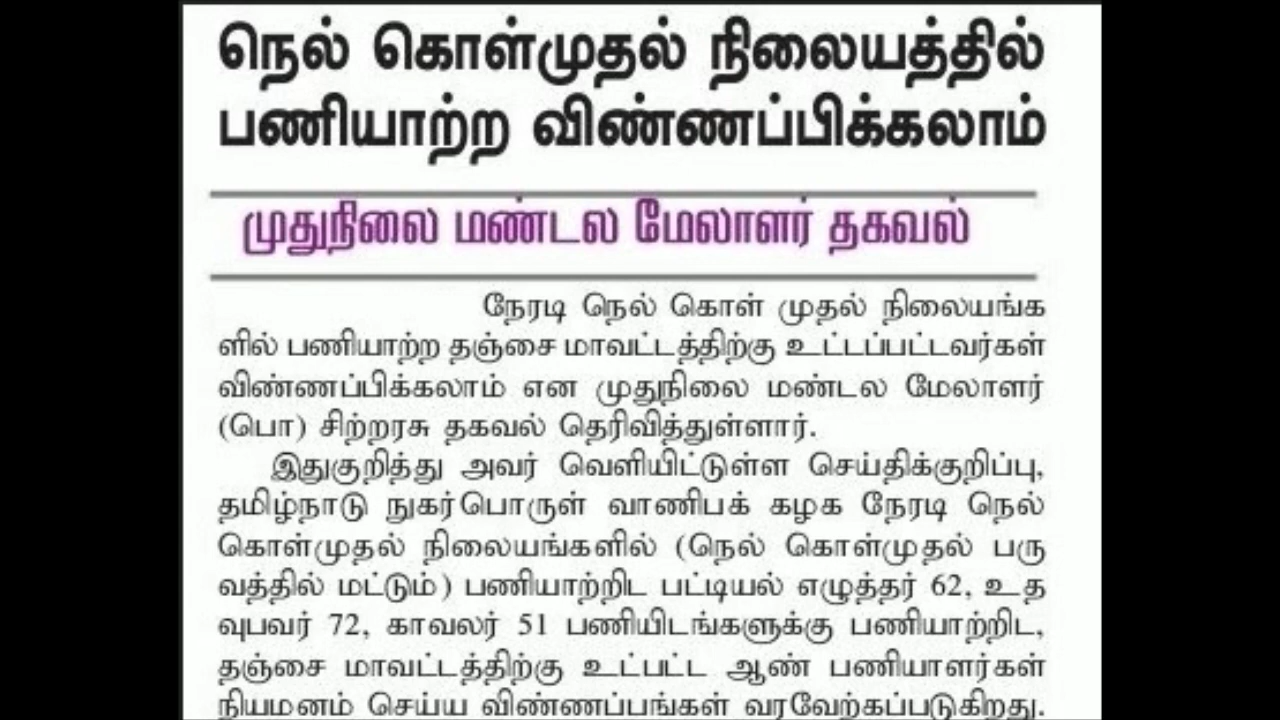 நெல் கொள்முதல் நிலையத்தில்
பணியாற்ற விண்ணப்பிக்கலாம்
முதுநிலை மண்டல மேலாளர் தகவல்
நேரடி நெல் கொள் முதல் நிலையங்க
ளில் பணியாற்ற தஞ்சை மாவட்டத்திற்கு உட்டப்பட்டவர்கள்
விண்ணப்பிக்கலாம் என முதுநிலை மண்டல மேலாளர்
(பொ) சிற்றரசு தகவல் தெரிவித்துள்ளார்.
இதுகுறித்து அவர் வெளியிட்டுள்ள செய்திக்குறிப்பு,
தமிழ்நாடு நுகர்பொருள் வாணிபக் கழக நேரடி நெல்
கொள்முதல் நிலையங்களில் (நெல் கொள்முதல் பரு
வத்தில் மட்டும்) பணியாற்றிட பட்டியல் எழுத்தர் 62, உத
வுபவர் 72, காவலர் 51 பணியிடங்களுக்கு பணியாற்றிட,
தஞ்சை மாவட்டத்திற்கு உட்பட்ட ஆண் பணியாளர்கள்
நியமனம் செய்ய விண்ணப்பங்கள் வரவேற்கப்படுகிறது.